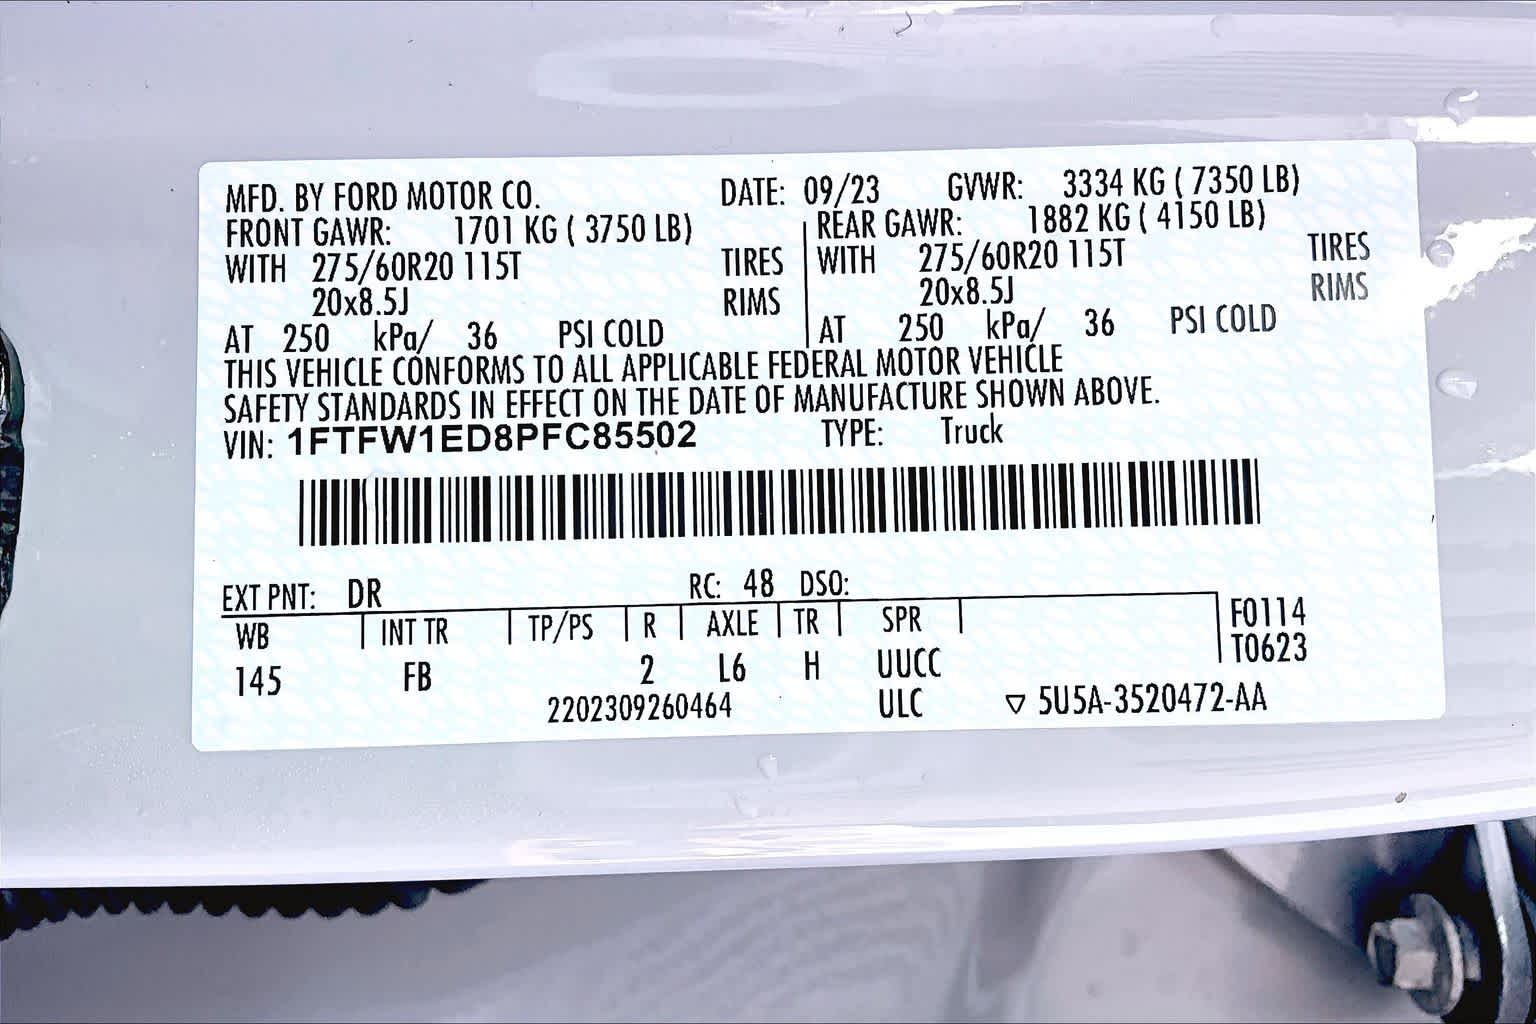 MFD. BY FORD MOTOR CO. DATE: 09/23 GVWR: 3334 KG ( 7350 LB)
FRONT GAWR: 1701 KG ( 3750 LB) REAR GAWR: 1882 KG ( 4150 LB)
WITH 275/60R20 115T TIRES WITH 275/60R20 115T TIRES
20x8.5J RIMS 20x8.5J RIMS
AT 250 kPa/ 36 PSI COLD AT 250 kPa/ 36 PSI COLD
THIS VEHICLE CONFORMS TO ALL APPLICABLE FEDERAL MOTOR VEHICLE
SAFETY STANDARDS IN EFFECT ON THE DATE OF MANUFACTURE SHOWN ABOVE.
VIN: 1FTFW1ED8PFC85502 TYPE: Truck
EXT PNT: DR RC: 48 DSO:
WB INT TR TP/PS R AXLE TR SPR F0114
145 FB 2 L6 H UUCC T0623
2202309260464 ULC ▽ 5U5A-3520472-AA